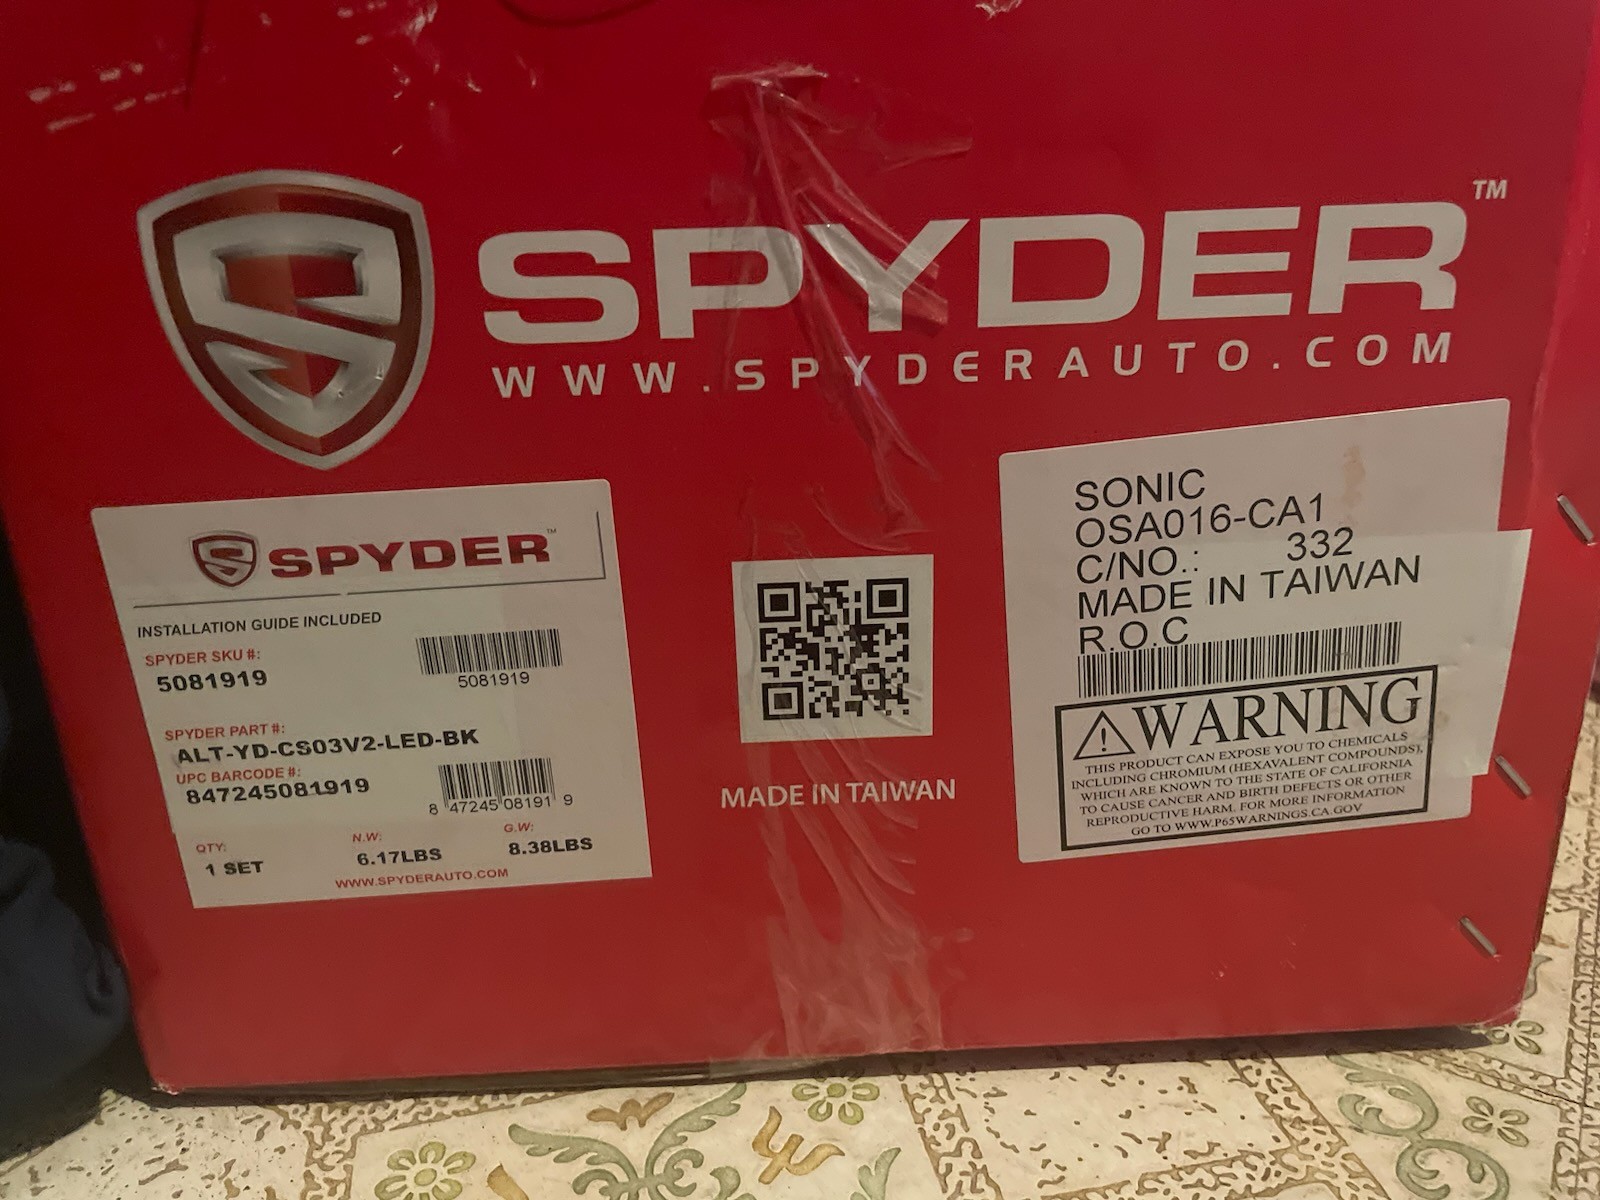 SPYDER™
WWW.SPYDERAUTO.COM
SPYDER™
INSTALLATION GUIDE INCLUDED
SPYDER SKU #:
5081919
5081919
SPYDER PART #:
ALT-YD-CS03V2-LED-BK
UPC BARCODE #:
847245081919
8 47245 08191 9
QTY: N.W: G.W:
1 SET 6.17LBS 8.38LBS
WWW.SPYDERAUTO.COM
MADE IN TAIWAN
SONIC
OSA016-CA1
C/NO.: 332
MADE IN TAIWAN
R.O.C
WARNING
THIS PRODUCT CAN EXPOSE YOU TO CHEMICALS
INCLUDING CHROMIUM (HEXAVALENT COMPOUNDS),
WHICH ARE KNOWN TO THE STATE OF CALIFORNIA
TO CAUSE CANCER AND BIRTH DEFECTS OR OTHER
REPRODUCTIVE HARM. FOR MORE INFORMATION
GO TO WWW.P65WARNINGS.CA.GOV